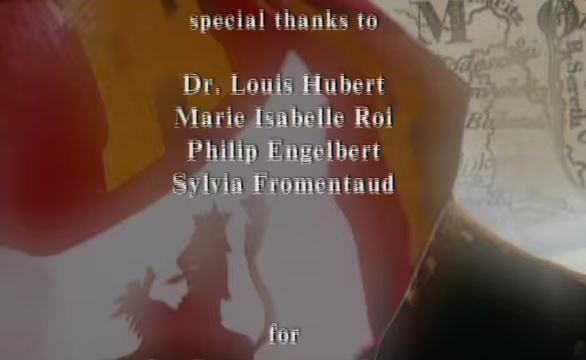 special thanks to
Dr. Louis Hubert
Marie Isabelle Roi
Philip Engelbert
Sylvia Fromentaud
for